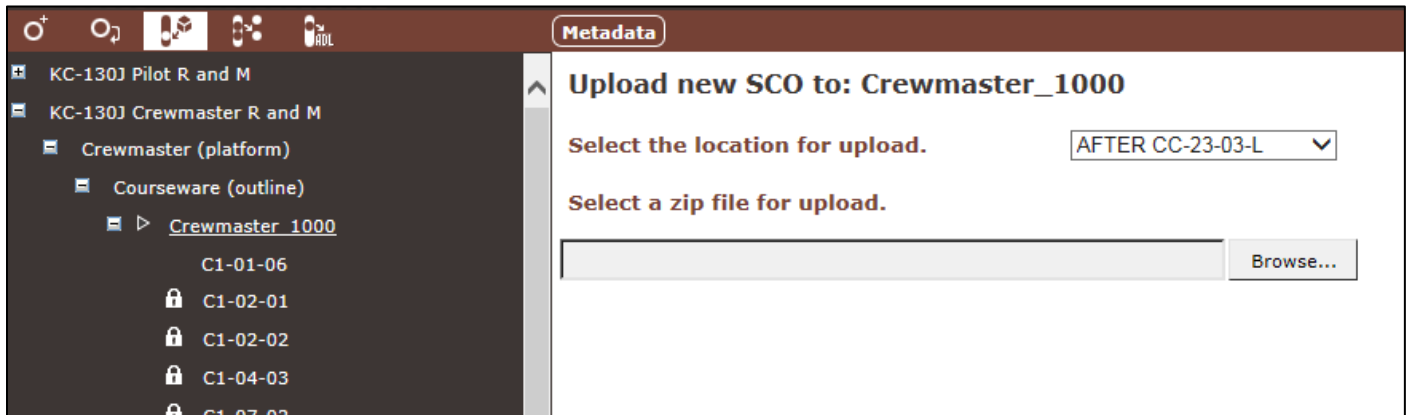 ADL
Metadata
KC-130J Pilot R and M
KC-130J Crewmaster R and M
Crewmaster (platform)
Courseware (outline)
Crewmaster_1000
C1-01-06
C1-02-01
C1-02-02
C1-04-03
Upload new SCO to: Crewmaster_1000
Select the location for upload.
AFTER CC-23-03-L
Select a zip file for upload.
Browse...